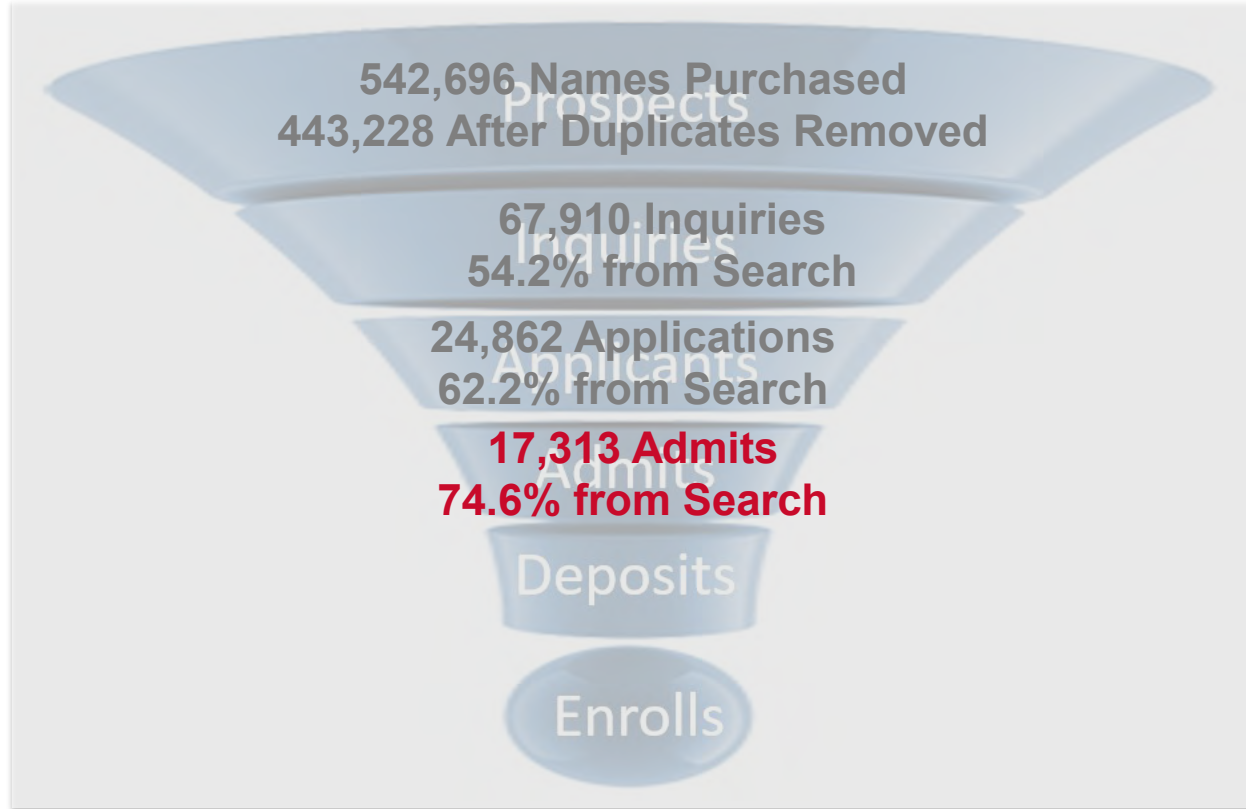 542,696 Names Purchased
Prospects
443,228 After Duplicates Removed
67,910 Inquiries
Inquiries
54.2% from Search
24,862 Applications
Applicants
62.2% from Search
17,313 Admits
Admits
74.6% from Search
Deposits
Enrolls